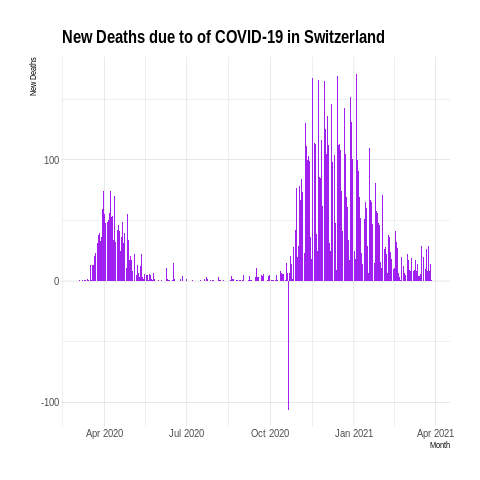 New Deaths due to of COVID-19 in Switzerland
New Deaths
100
0
-100
Apr 2020 Jul 2020 Oct 2020 Jan 2021 Apr 2021
Month